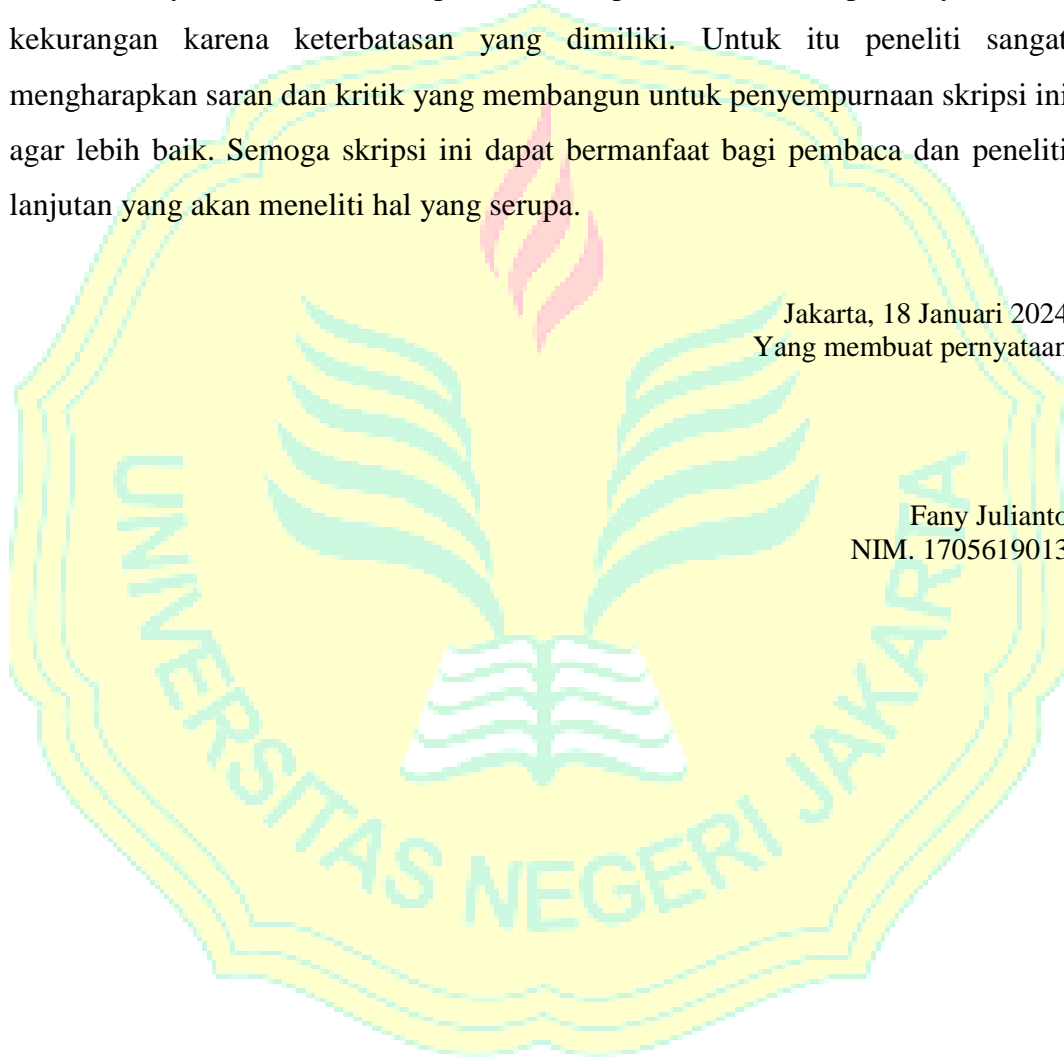 kekurangan karena keterbatasan yang dimiliki. Untuk itu peneliti sangat
mengharapkan saran dan kritik yang membangun untuk penyempurnaan skripsi ini
agar lebih baik. Semoga skripsi ini dapat bermanfaat bagi pembaca dan peneliti
lanjutan yang akan meneliti hal yang serupa.
Jakarta, 18 Januari 2024
Yang membuat pernyataan
Fany Julianto
NIM. 1705619013
UNIVERSITAS NEGERI JAKARTA